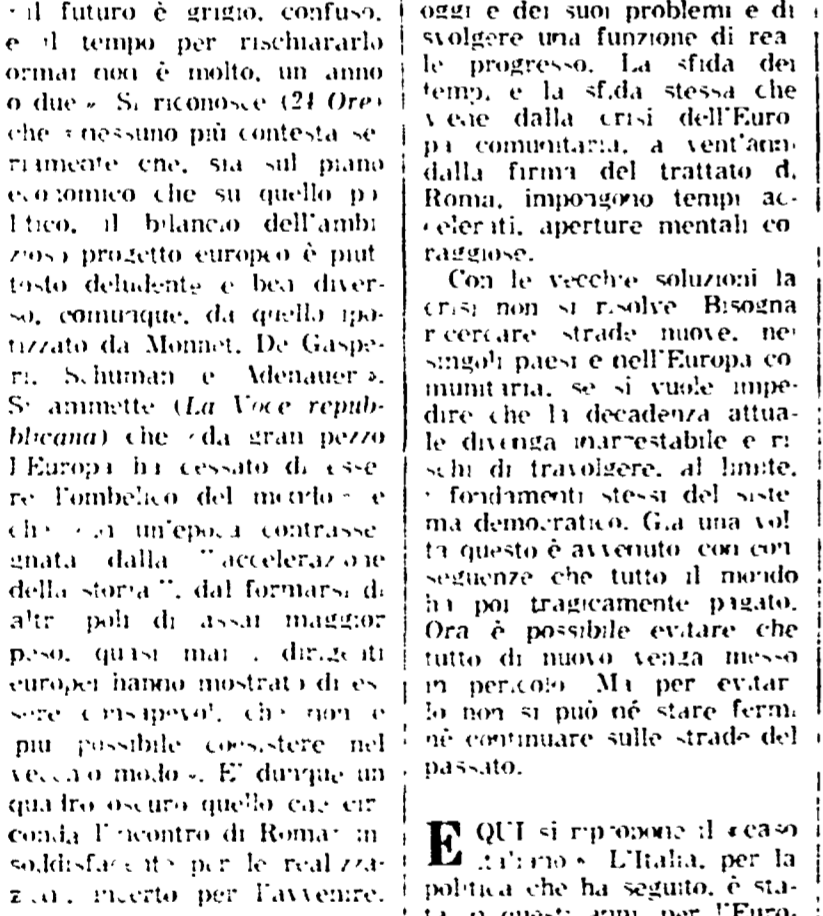 il futuro è grigio, confuso,
e il tempo per rischiararlo
ormai non è molto, un anno
o due ». Si riconosce (24 Ore)
che « nessuno più contesta se
riamente che, sia sul piano
economico che su quello po
litico, il bilancio dell'ambi
zioso progetto europeo è piut
tosto deludente e ben diver-
so, comunque, da quello ipo-
tizzato da Monnet, De Gaspe-
ri, Schuman e Adenauer ».
Si ammette (La Voce repub-
blicana) che « da gran pezzo
l'Europa ha cessato di esse
re l'ombelico del mondo » e
che in un'epoca contrasse
gnata dalla "accelerazione
della storia", dal formarsi di
altri poli di assai maggior
peso, quasi mai i dirigenti
europei hanno mostrato di es
sere consapevoli che non è
più possibile coesistere nel
vecchio modo ». E' dunque un
quadro oscuro quello che cir
conda l'incontro di Roma: in
soddisfacente per le realizza-
zioni, incerto per l'avvenire.
oggi e dei suoi problemi e di
svolgere una funzione di rea
le progresso. La sfida dei
tempi, e la sfida stessa che
viene dalla crisi dell'Euro
pa comunitaria, a vent'anni
dalla firma del trattato di
Roma, impongono tempi ac-
celerati, aperture mentali co
raggiose.
Con le vecchie soluzioni la
crisi non si risolve Bisogna
ricercare strade nuove, nei
singoli paesi e nell'Europa co
munitaria, se si vuole impe-
dire che la decadenza attua-
le divenga inarrestabile e ri
schi di travolgere, al limite,
i fondamenti stessi del siste
ma democratico. Già una vol
ta questo è avvenuto con con
seguenze che tutto il mondo
ha poi tragicamente pagato.
Ora è possibile evitare che
tutto di nuovo venga messo
in pericolo Ma per evitar
lo non si può né stare fermi
né continuare sulle strade del
passato.
E QUI si ripropone il « caso
italiano » L'Italia, per la
politica che ha seguito, è sta-
ta in questi anni per l'Euro-